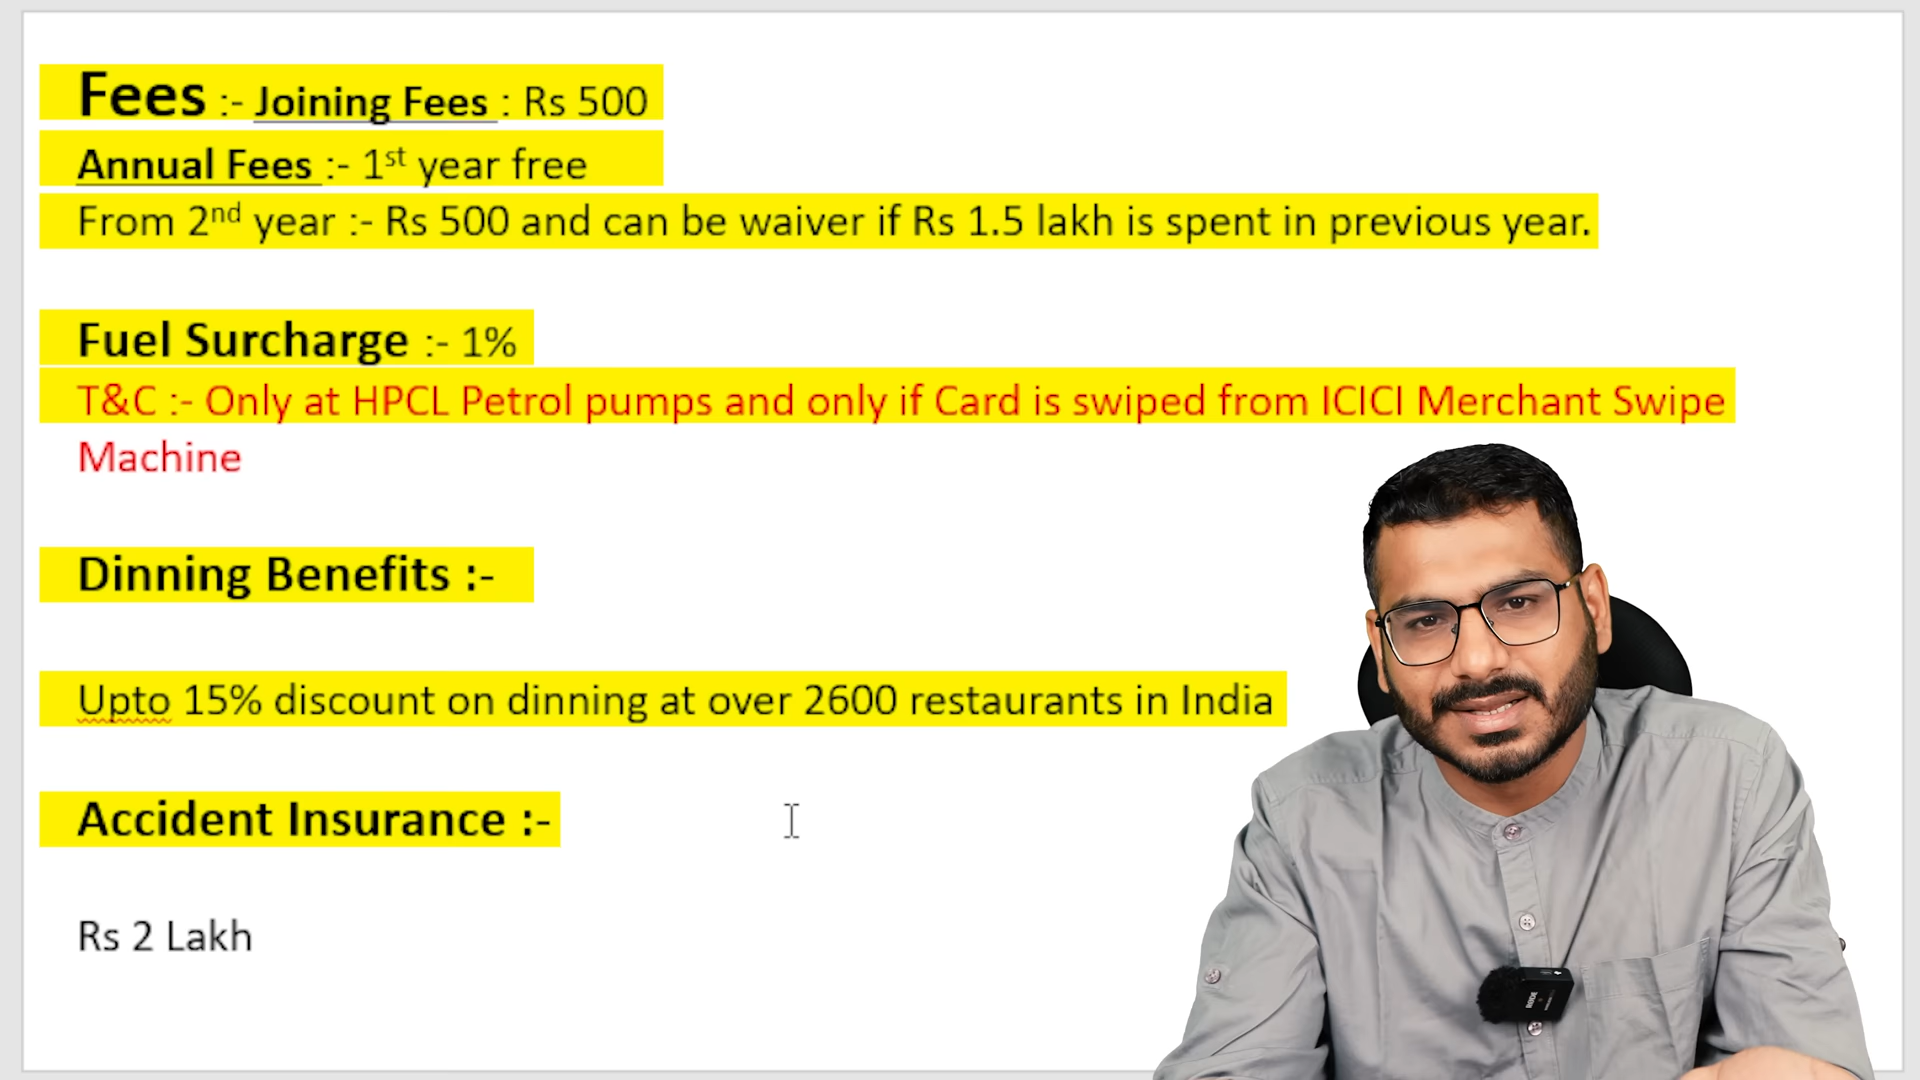 Fees :- Joining Fees : Rs 500
Annual Fees :- 1st year free
From 2nd year :- Rs 500 and can be waiver if Rs 1.5 lakh is spent in previous year.
Fuel Surcharge :- 1%
T&C :- Only at HPCL Petrol pumps and only if Card is swiped from ICICI Merchant Swipe
Machine
Dinning Benefits :-
Upto 15% discount on dinning at over 2600 restaurants in India
Accident Insurance :-
Rs 2 Lakh
RØDE